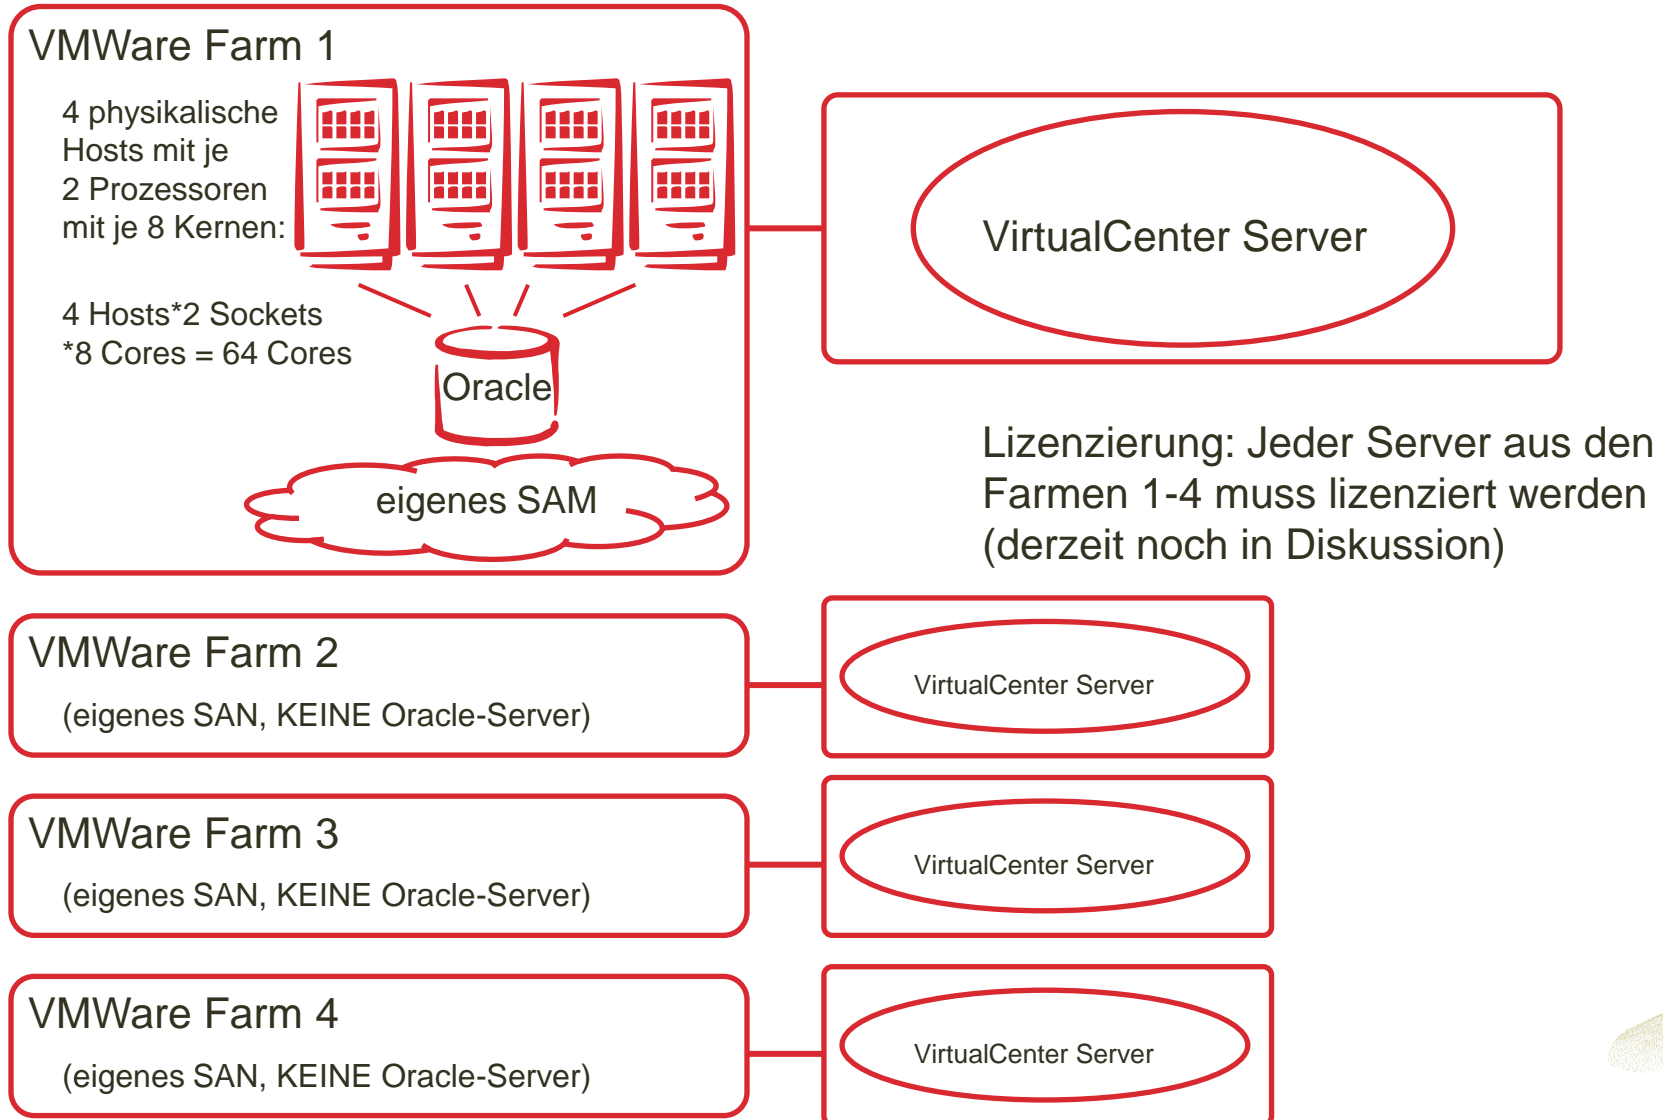 VMWare Farm 1
4 physikalische
Hosts mit je
2 Prozessoren
mit je 8 Kernen:
4 Hosts*2 Sockets
*8 Cores = 64 Cores
Oracle
eigenes SAM
VirtualCenter Server
Lizenzierung: Jeder Server aus den
Farmen 1-4 muss lizenziert werden
(derzeit noch in Diskussion)
VMWare Farm 2
(eigenes SAN, KEINE Oracle-Server)
VirtualCenter Server
VMWare Farm 3
(eigenes SAN, KEINE Oracle-Server)
VirtualCenter Server
VMWare Farm 4
(eigenes SAN, KEINE Oracle-Server)
VirtualCenter Server